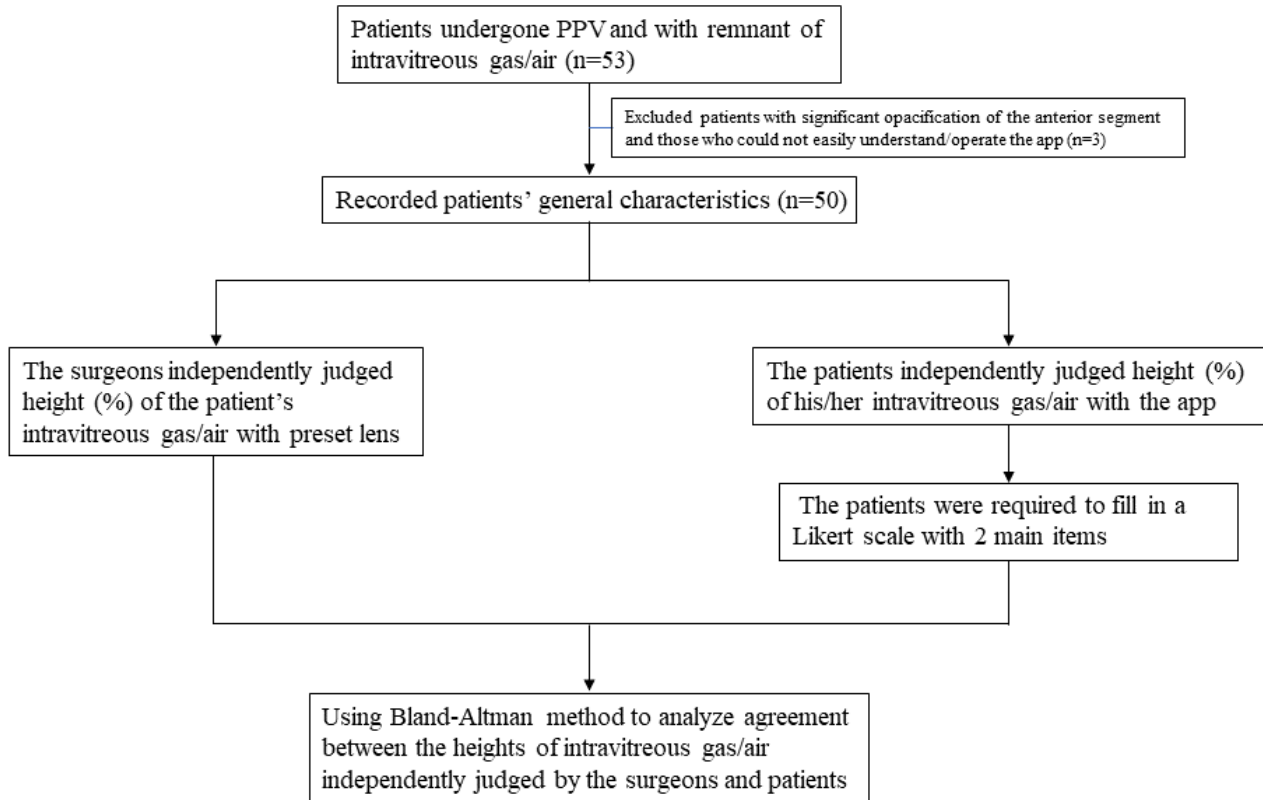 Patients undergone PPV and with remnant of
intravitreous gas/air (n=53)
Excluded patients with significant opacification of the anterior segment
and those who could not easily understand/operate the app (n=3)
Recorded patients’ general characteristics (n=50)
The surgeons independently judged
height (%) of the patient’s
intravitreous gas/air with preset lens
The patients independently judged height (%)
of his/her intravitreous gas/air with the app
The patients were required to fill in a
Likert scale with 2 main items
Using Bland-Altman method to analyze agreement
between the heights of intravitreous gas/air
independently judged by the surgeons and patients